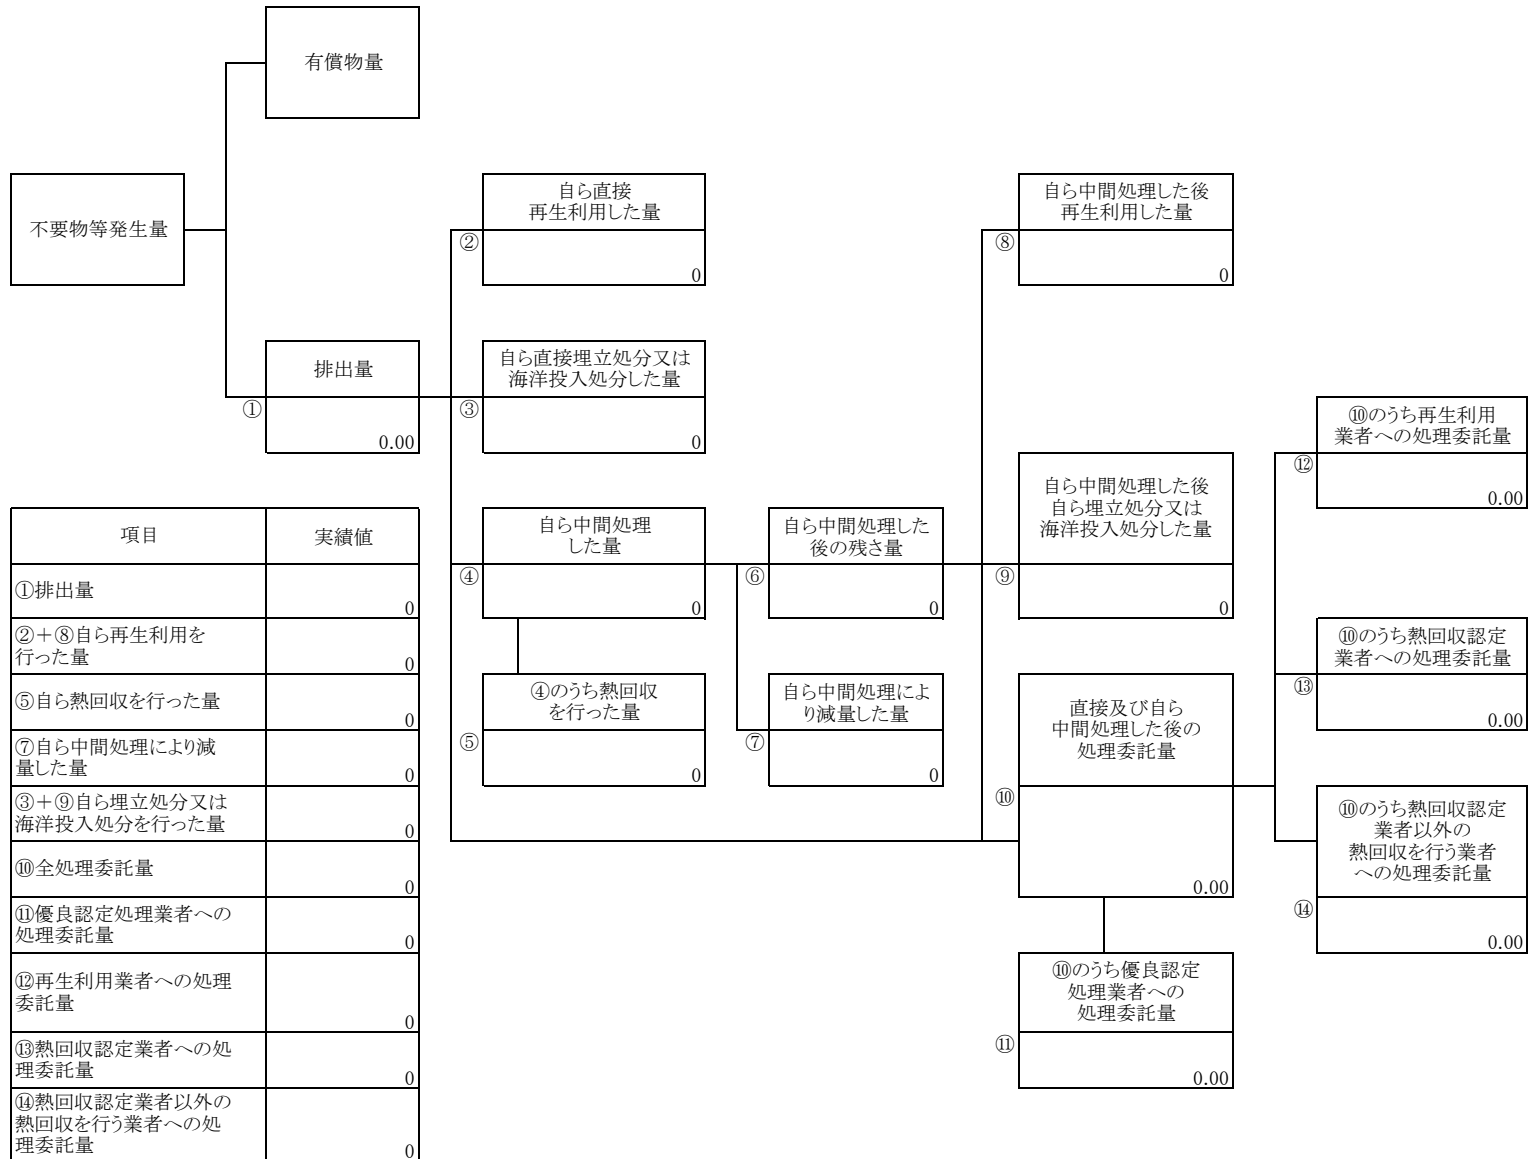 有償物量
不要物等発生量
自ら直接
再生利用した量
②
0
自ら中間処理した後
再生利用した量
⑧
0
排出量
①
0.00
自ら直接埋立処分又は
海洋投入処分した量
③
0
⑩のうち再生利用
業者への処理委託量
⑫
0.00
自ら中間処理
した量
④
0
自ら中間処理した
後の残さ量
⑥
0
自ら中間処理した後
自ら埋立処分又は
海洋投入処分した量
⑨
0
⑩のうち熱回収認定
業者への処理委託量
⑬
0.00
④のうち熱回収
を行った量
⑤
0
自ら中間処理によ
り減量した量
⑦
0
直接及び自ら
中間処理した後の
処理委託量
⑩
0.00
⑩のうち熱回収認定
業者以外の
熱回収を行う業者
への処理委託量
⑭
0.00
⑩のうち優良認定
処理業者への
処理委託量
⑪
0.00
項目 実績値
①排出量
0
②＋⑧自ら再生利用を
行った量
0
⑤自ら熱回収を行った量
0
⑦自ら中間処理により減
量した量
0
③＋⑨自ら埋立処分又は
海洋投入処分を行った量
0
⑩全処理委託量
0
⑪優良認定処理業者への
処理委託量
0
⑫再生利用業者への処理
委託量
0
⑬熱回収認定業者への処
理委託量
0
⑭熱回収認定業者以外の
熱回収を行う業者への処
理委託量
0